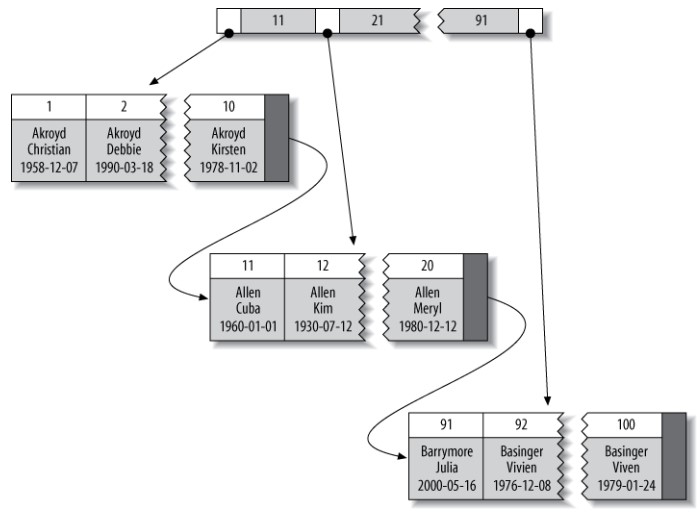 11 21 91
1 2 10
Akroyd Akroyd Akroyd
Christian Debbie Kirsten
1958-12-07 1990-03-18 1978-11-02
11 12 20
Allen Allen Allen
Cuba Kim Meryl
1960-01-01 1930-07-12 1980-12-12
91 92 100
Barrymore Basinger Basinger
Julia Vivien Viven
2000-05-16 1976-12-08 1979-01-24